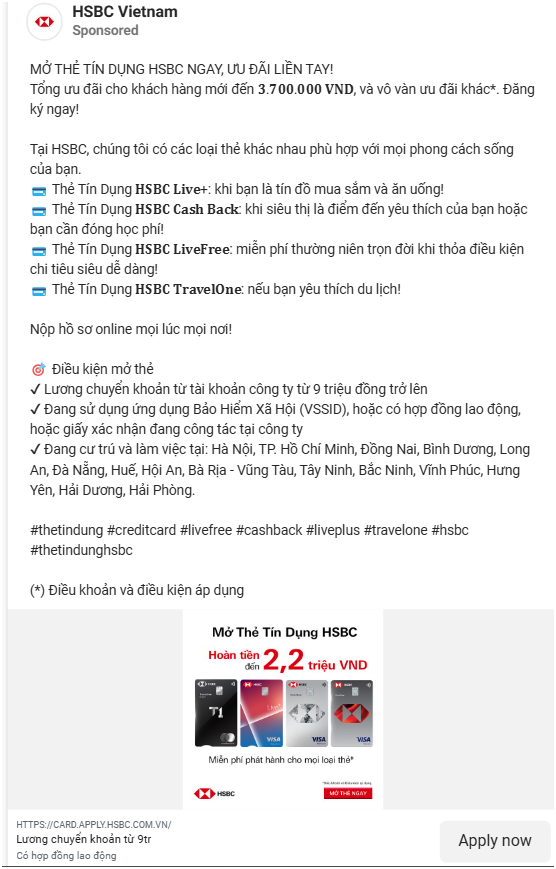 HSBC Vietnam
Sponsored
MỞ THẺ TÍN DỤNG HSBC NGAY, ƯU ĐÃI LIỀN TAY!
Tổng ưu đãi cho khách hàng mới đến 3.700.000 VND, và vô vàn ưu đãi khác*. Đăng
ký ngay!
Tại HSBC, chúng tôi có các loại thẻ khác nhau phù hợp với mọi phong cách sống
của bạn.
💳 Thẻ Tín Dụng HSBC Live+: khi bạn là tín đồ mua sắm và ăn uống!
💳 Thẻ Tín Dụng HSBC Cash Back: khi siêu thị là điểm đến yêu thích của bạn hoặc
bạn cần đóng học phí!
💳 Thẻ Tín Dụng HSBC LiveFree: miễn phí thường niên trọn đời khi thỏa điều kiện
chi tiêu siêu dễ dàng!
💳 Thẻ Tín Dụng HSBC TravelOne: nếu bạn yêu thích du lịch!
Nộp hồ sơ online mọi lúc mọi nơi!
🎯 Điều kiện mở thẻ
✔ Lương chuyển khoản từ tài khoản công ty từ 9 triệu đồng trở lên
✔ Đang sử dụng ứng dụng Bảo Hiểm Xã Hội (VSSID), hoặc có hợp đồng lao động,
hoặc giấy xác nhận đang công tác tại công ty
✔ Đang cư trú và làm việc tại: Hà Nội, TP. Hồ Chí Minh, Đồng Nai, Bình Dương, Long
An, Đà Nẵng, Huế, Hội An, Bà Rịa - Vũng Tàu, Tây Ninh, Bắc Ninh, Vĩnh Phúc, Hưng
Yên, Hải Dương, Hải Phòng.
#thetindung #creditcard #livefree #cashback #liveplus #travelone #hsbc
#thetindunghsbc
(*) Điều khoản và điều kiện áp dụng
Mở Thẻ Tín Dụng HSBC
Hoàn tiền đến 2,2 triệu VND
HSBC HSBC HSBC HSBC
T1 Live+
VISA VISA VISA
Miễn phí phát hành cho mọi loại thẻ*
HSBC
MỞ THẺ NGAY
HTTPS://CARD.APPLY.HSBC.COM.VN/
Lương chuyển khoản từ 9tr
Có hợp đồng lao động
Apply now